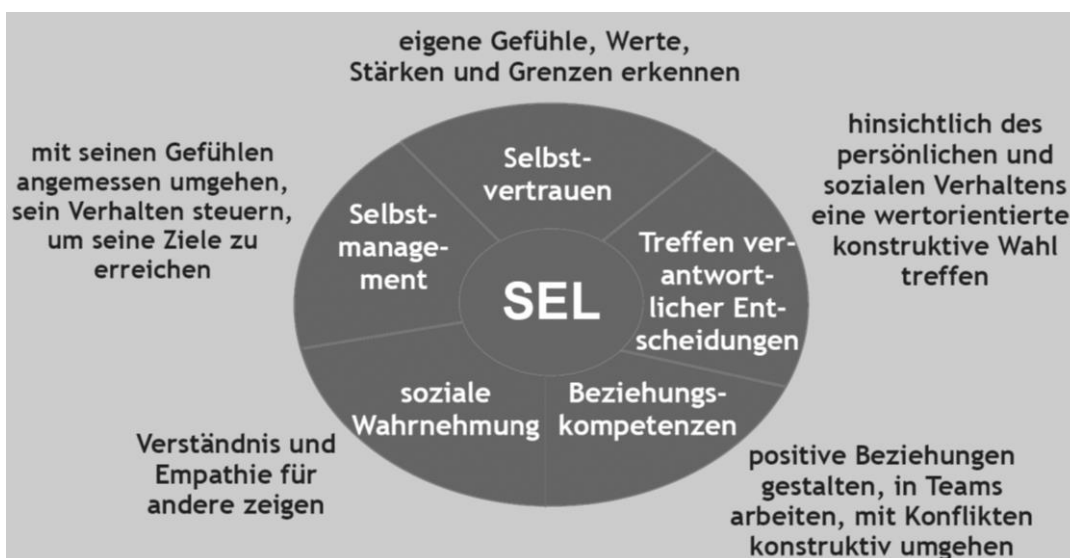 eigene Gefühle, Werte,
Stärken und Grenzen erkennen
mit seinen Gefühlen
angemessen umgehen,
sein Verhalten steuern,
um seine Ziele zu
erreichen
hinsichtlich des
persönlichen und
sozialen Verhaltens
eine wertorientierte
konstruktive Wahl
treffen
Selbst-
vertrauen
Selbst-
manage-
ment
Treffen ver-
antwort-
licher Ent-
scheidungen
SEL
soziale
Wahrnehmung
Beziehungs-
kompetenzen
Verständnis und
Empathie für
andere zeigen
positive Beziehungen
gestalten, in Teams
arbeiten, mit Konflikten
konstruktiv umgehen